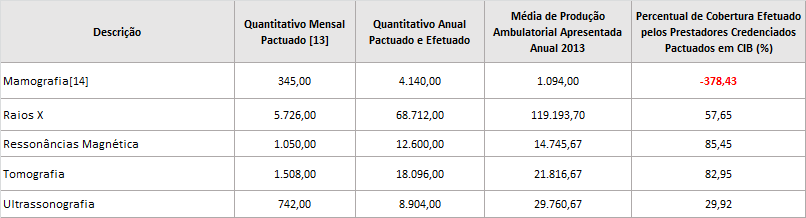 Descrição
Quantitativo Mensal
Pactuado [13]
Quantitativo Anual
Pactuado e Efetuado
Média de Produção
Ambulatorial Apresentada
Anual 2013
Percentual de Cobertura Efetuado
pelos Prestadores Credenciados
Pactuados em CIB (%)
Mamografia[14] 345,00 4.140,00 1.094,00 -378,43
Raios X 5.726,00 68.712,00 119.193,70 57,65
Ressonâncias Magnética 1.050,00 12.600,00 14.745,67 85,45
Tomografia 1.508,00 18.096,00 21.816,67 82,95
Ultrassonografia 742,00 8.904,00 29.760,67 29,92